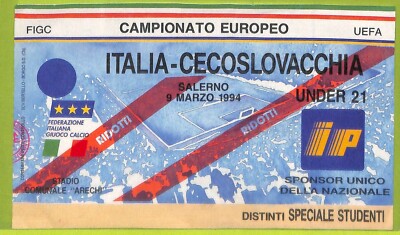 FIGC
CAMPIONATO EUROPEO
UEFA
ITALIA-CECOSLOVACCHIA
SALERNO
9 MARZO 1994
UNDER 21
RIDOTTI
RIDOTTI
FEDERAZIONE
ITALIANA
GIUOCO CALCIO
IP
STADIO
COMUNALE "ARECHI"
SPONSOR UNICO
DELLA NAZIONALE
DISTINTI SPECIALE STUDENTI